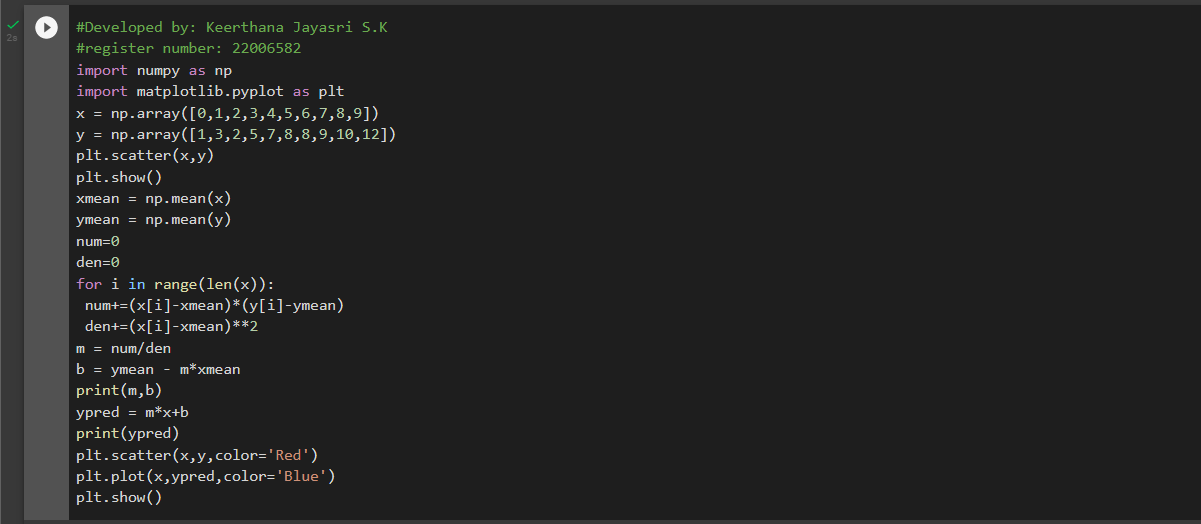 #Developed by: Keerthana Jayasri S.K
2s
#register number: 22006582
import numpy as np
import matplotlib.pyplot as plt
x = np.array([0,1,2,3,4,5,6,7,8,9])
y = np.array([1,3,2,5,7,8,8,9,10,12])
plt.scatter(x,y)
plt.show()
xmean = np.mean(x)
ymean = np.mean(y)
num=0
den=0
for i in range(len(x)):
 num+=(x[i]-xmean)*(y[i]-ymean)
 den+=(x[i]-xmean)**2
m = num/den
b = ymean - m*xmean
print(m,b)
ypred = m*x+b
print(ypred)
plt.scatter(x,y,color='Red')
plt.plot(x,ypred,color='Blue')
plt.show()